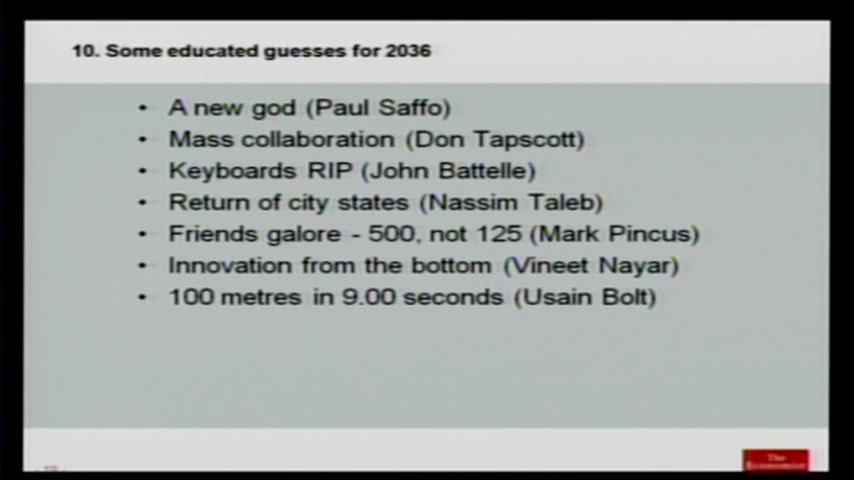 10. Some educated guesses for 2036
• A new god (Paul Saffo)
• Mass collaboration (Don Tapscott)
• Keyboards RIP (John Battelle)
• Return of city states (Nassim Taleb)
• Friends galore - 500, not 125 (Mark Pincus)
• Innovation from the bottom (Vineet Nayar)
• 100 metres in 9.00 seconds (Usain Bolt)
The
Economist